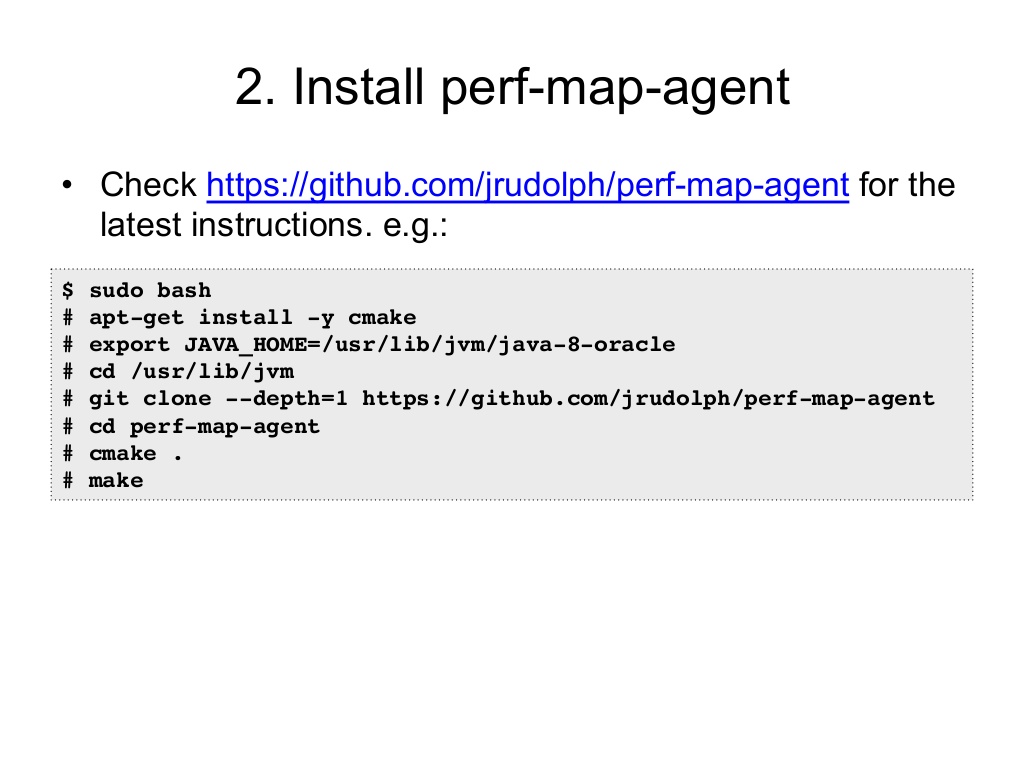 2. Install perf-map-agent
• Check https://github.com/jrudolph/perf-map-agent for the
latest instructions. e.g.:
$ sudo bash
# apt-get install -y cmake
# export JAVA_HOME=/usr/lib/jvm/java-8-oracle
# cd /usr/lib/jvm
# git clone --depth=1 https://github.com/jrudolph/perf-map-agent
# cd perf-map-agent
# cmake .
# make